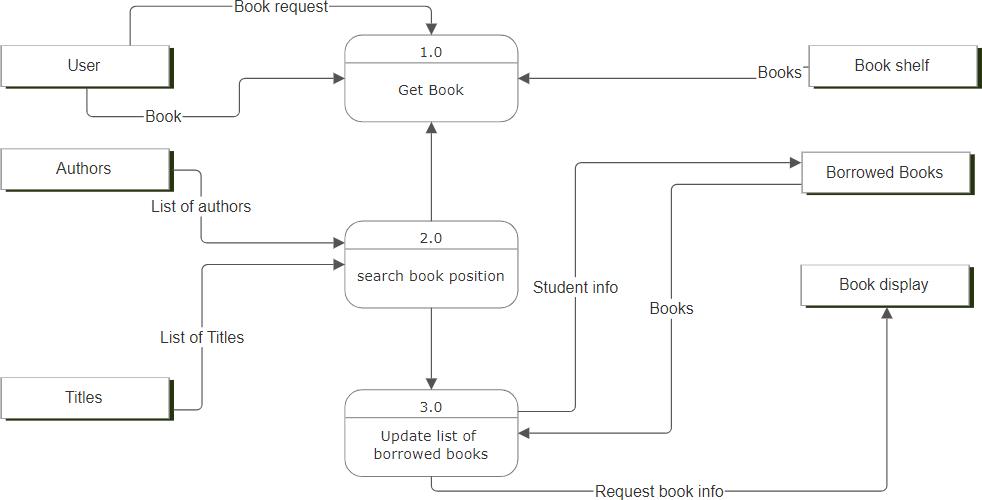 Book request
1.0
User
Book shelf
Books
Get Book
Book
Authors
Borrowed Books
List of authors
2.0
search book position
Book display
Student info
Books
List of Titles
Titles
3.0
Update list of
borrowed books
Request book info